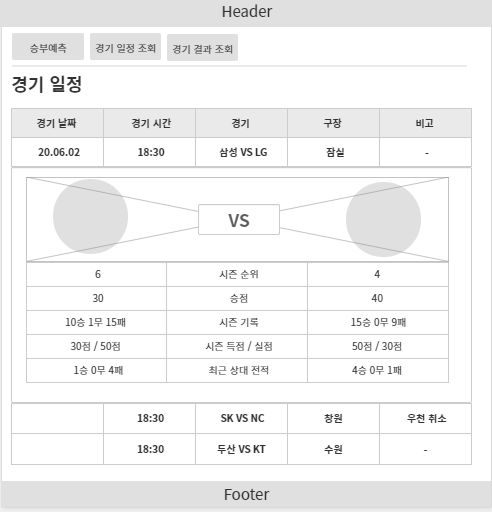 Header
승부예측 경기 일정 조회 경기 결과 조회
경기 일정
경기 날짜 경기 시간 경기 구장 비고
20.06.02 18:30 삼성 VS LG 잠실 -
VS
6 시즌 순위 4
30 승점 40
10승 1무 15패 시즌 기록 15승 0무 9패
30점 / 50점 시즌 득점 / 실점 50점 / 30점
1승 0무 4패 최근 상대 전적 4승 0무 1패
18:30 SK VS NC 창원 우천 취소
18:30 두산 VS KT 수원 -
Footer